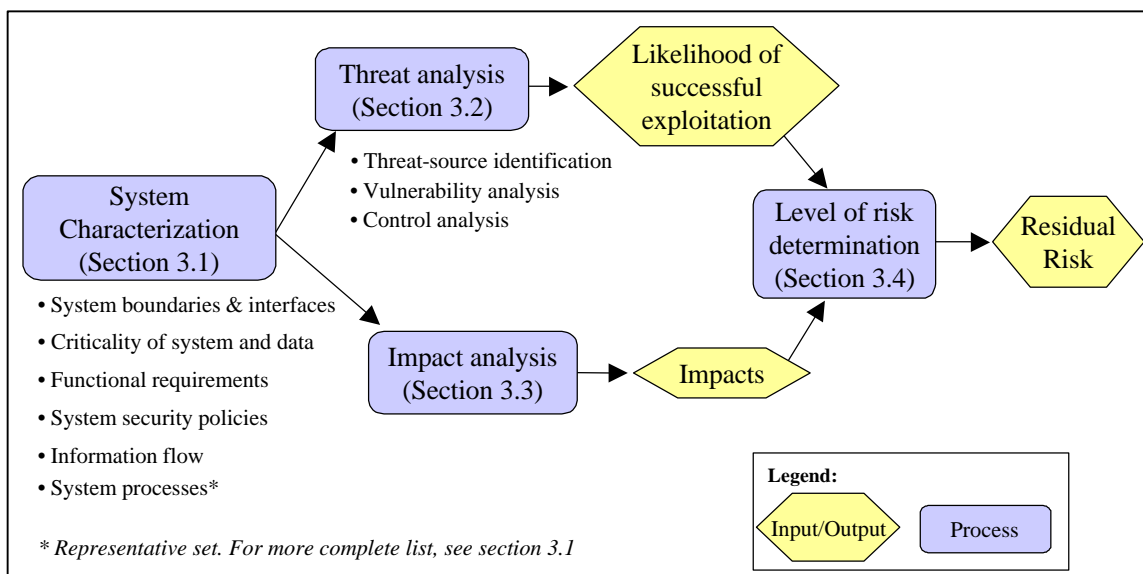 Threat analysis
(Section 3.2)
Likelihood of
successful
exploitation
• Threat-source identification
• Vulnerability analysis
• Control analysis
System
Characterization
(Section 3.1)
Level of risk
determination
(Section 3.4)
Residual
Risk
• System boundaries & interfaces
• Criticality of system and data
• Functional requirements
• System security policies
• Information flow
• System processes*
Impact analysis
(Section 3.3)
Impacts
Legend:
Input/Output
Process
* Representative set. For more complete list, see section 3.1